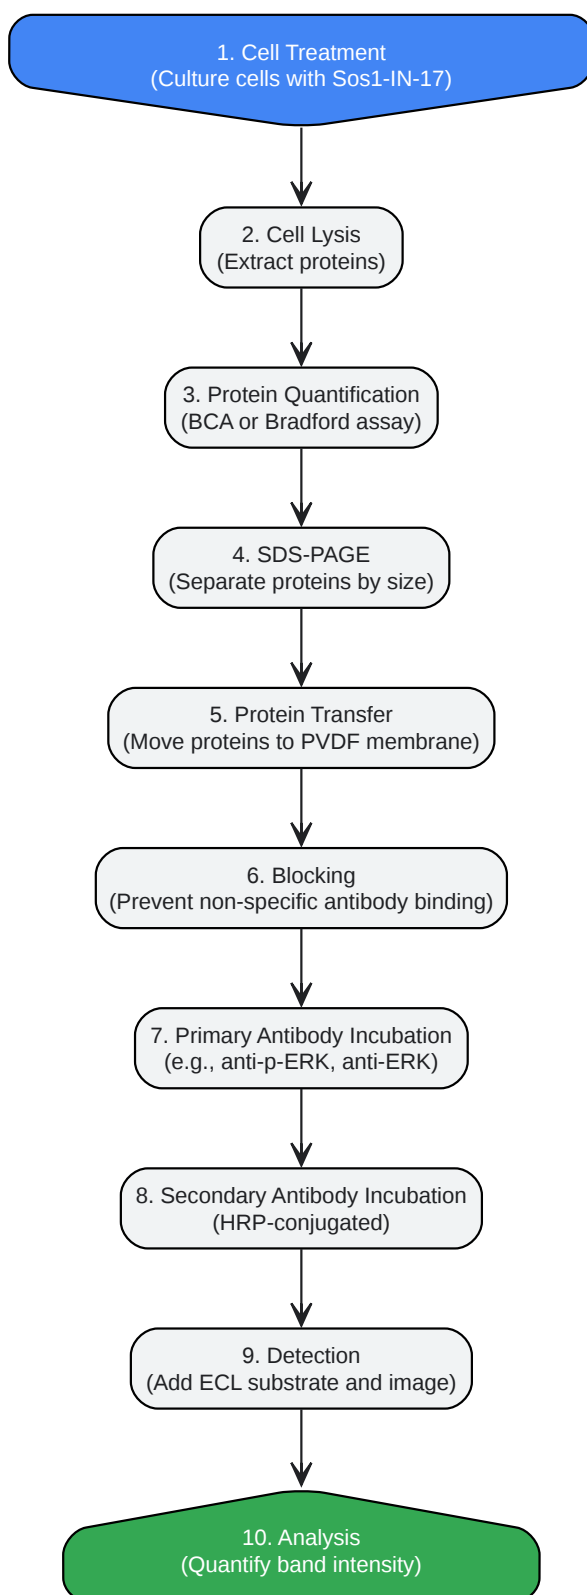 1. Cell Treatment
(Culture cells with Sos1-IN-17)
2. Cell Lysis
(Extract proteins)
3. Protein Quantification
(BCA or Bradford assay)
4. SDS-PAGE
(Separate proteins by size)
5. Protein Transfer
(Move proteins to PVDF membrane)
6. Blocking
(Prevent non-specific antibody binding)
7. Primary Antibody Incubation
(e.g., anti-p-ERK, anti-ERK)
8. Secondary Antibody Incubation
(HRP-conjugated)
9. Detection
(Add ECL substrate and image)
10. Analysis
(Quantify band intensity)